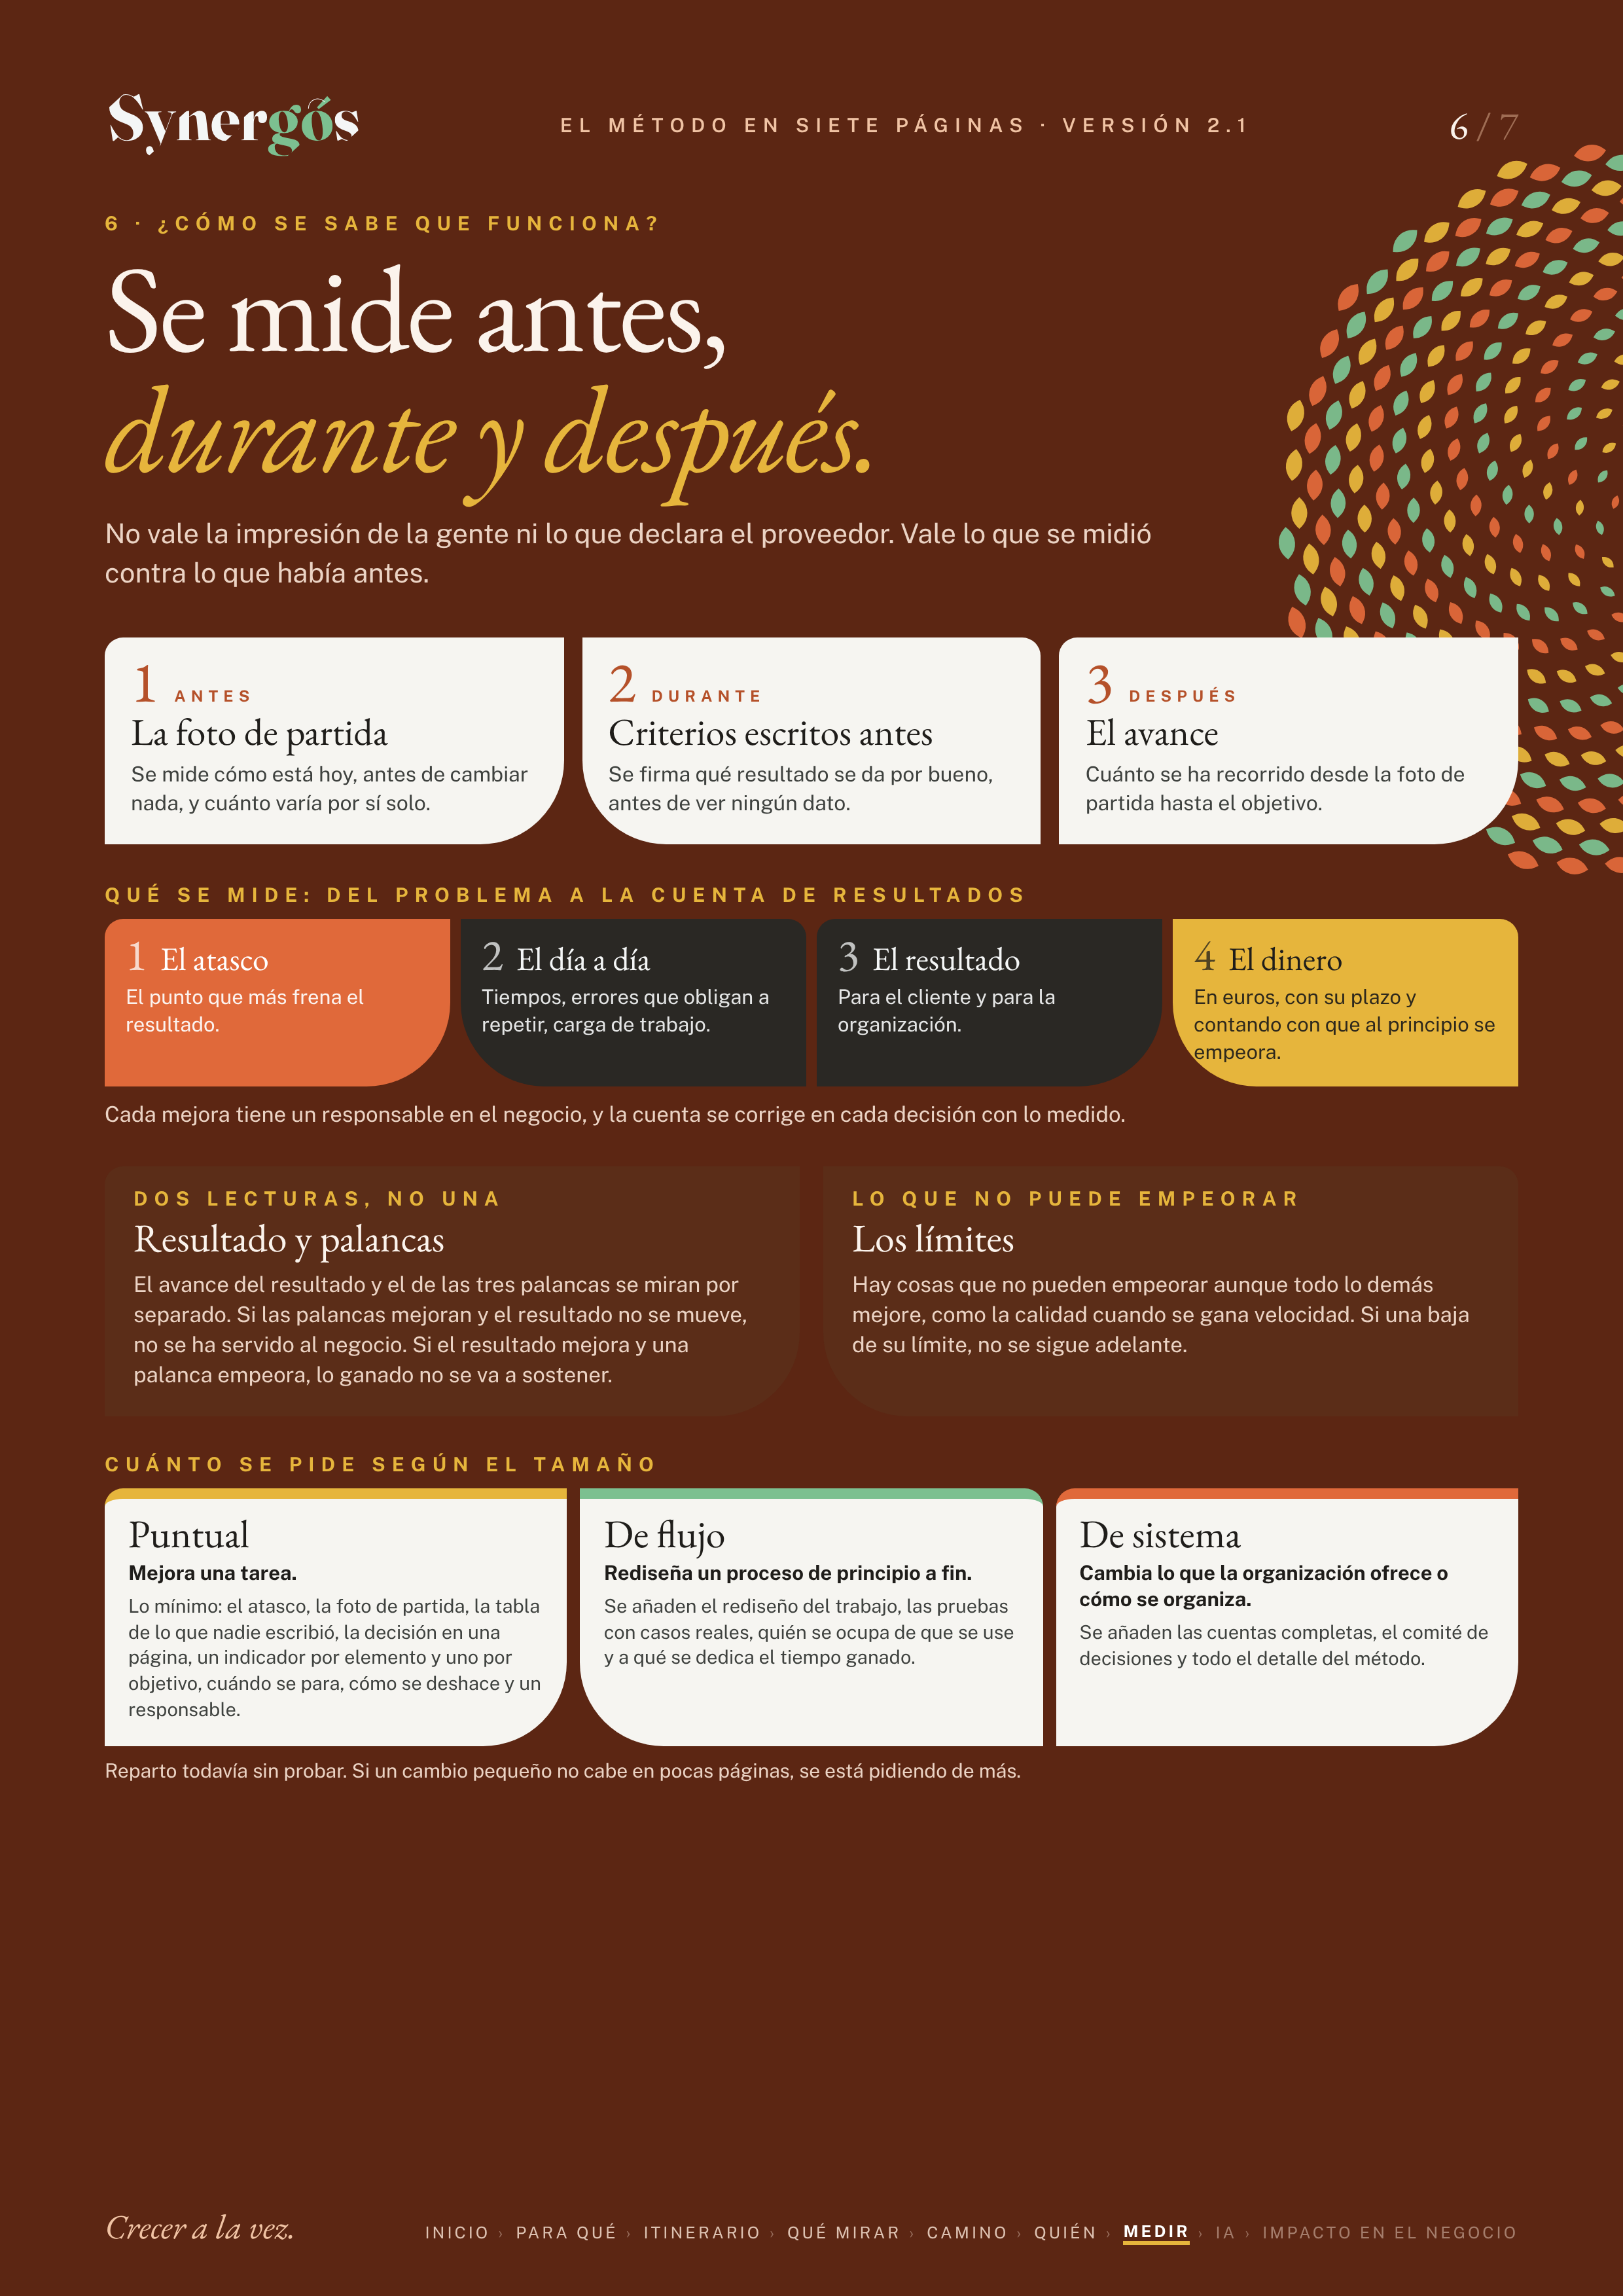 Synergós
EL MÉTODO EN SIETE PÁGINAS · VERSIÓN 2.1
6 / 7
6 · ¿CÓMO SE SABE QUE FUNCIONA?
Se mide antes,
durante y después.
No vale la impresión de la gente ni lo que declara el proveedor. Vale lo que se midió
contra lo que había antes.
1 ANTES
La foto de partida
Se mide cómo está hoy, antes de cambiar
nada, y cuánto varía por sí solo.
2 DURANTE
Criterios escritos antes
Se firma qué resultado se da por bueno,
antes de ver ningún dato.
3 DESPUÉS
El avance
Cuánto se ha recorrido desde la foto de
partida hasta el objetivo.
QUÉ SE MIDE: DEL PROBLEMA A LA CUENTA DE RESULTADOS
1 El atasco
El punto que más frena el
resultado.
2 El día a día
Tiempos, errores que obligan a
repetir, carga de trabajo.
3 El resultado
Para el cliente y para la
organización.
4 El dinero
En euros, con su plazo y
contando con que al principio se
empeora.
Cada mejora tiene un responsable en el negocio, y la cuenta se corrige en cada decisión con lo medido.
DOS LECTURAS, NO UNA
Resultado y palancas
El avance del resultado y el de las tres palancas se miran por
separado. Si las palancas mejoran y el resultado no se mueve,
no se ha servido al negocio. Si el resultado mejora y una
palanca empeora, lo ganado no se va a sostener.
LO QUE NO PUEDE EMPEORAR
Los límites
Hay cosas que no pueden empeorar aunque todo lo demás
mejore, como la calidad cuando se gana velocidad. Si una baja
de su límite, no se sigue adelante.
CUÁNTO SE PIDE SEGÚN EL TAMAÑO
Puntual
Mejora una tarea.
Lo mínimo: el atasco, la foto de partida, la tabla
de lo que nadie escribió, la decisión en una
página, un indicador por elemento y uno por
objetivo, cuándo se para, cómo se deshace y un
responsable.
De flujo
Rediseña un proceso de principio a fin.
Se añaden el rediseño del trabajo, las pruebas
con casos reales, quién se ocupa de que se use
y a qué se dedica el tiempo ganado.
De sistema
Cambia lo que la organización ofrece o
cómo se organiza.
Se añaden las cuentas completas, el comité de
decisiones y todo el detalle del método.
Reparto todavía sin probar. Si un cambio pequeño no cabe en pocas páginas, se está pidiendo de más.
Crecer a la vez.
INICIO › PARA QUÉ › ITINERARIO › QUÉ MIRAR › CAMINO › QUIÉN › MEDIR › IA › IMPACTO EN EL NEGOCIO